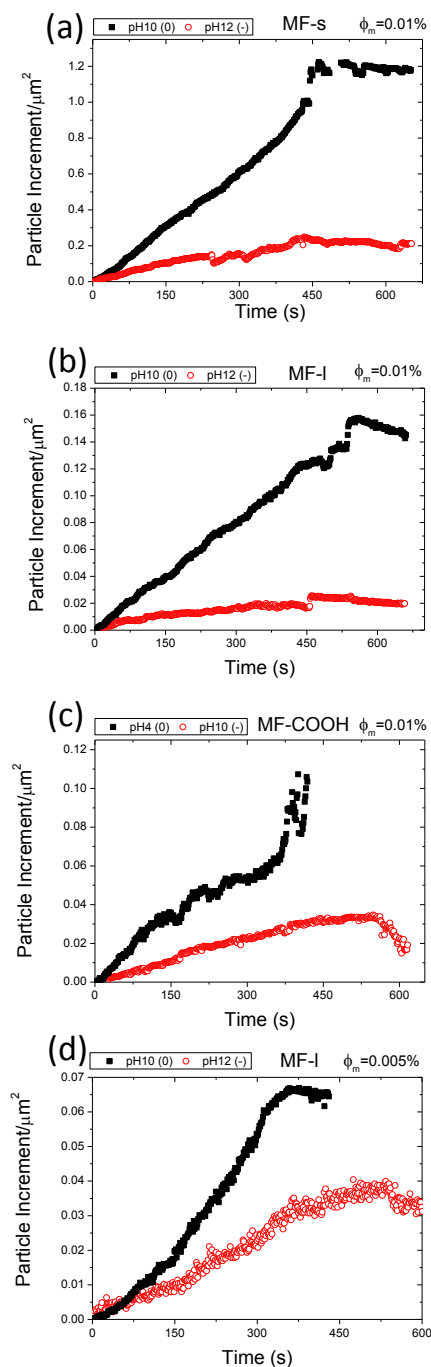 (a) MF-s ϕm=0.01%
pH10 (0) pH12 (-)
1.2
1.0
0.8
0.6
0.4
0.2
0.0
Particle Increment/μm²
0 150 300 450 600
Time (s)
(b) MF-l ϕm=0.01%
pH10 (0) pH12 (-)
0.18
0.16
0.14
0.12
0.10
0.08
0.06
0.04
0.02
0.00
Particle Increment/μm²
0 150 300 450 600
Time (s)
(c) MF-COOH ϕm=0.01%
pH4 (0) pH10 (-)
0.12
0.10
0.08
0.06
0.04
0.02
0.00
Particle Increment/μm²
0 150 300 450 600
Time (s)
(d) MF-l ϕm=0.005%
pH10 (0) pH12 (-)
0.07
0.06
0.05
0.04
0.03
0.02
0.01
0.00
Particle Increment/μm²
0 75 150 225 300 375 450 525 600
Time (s)